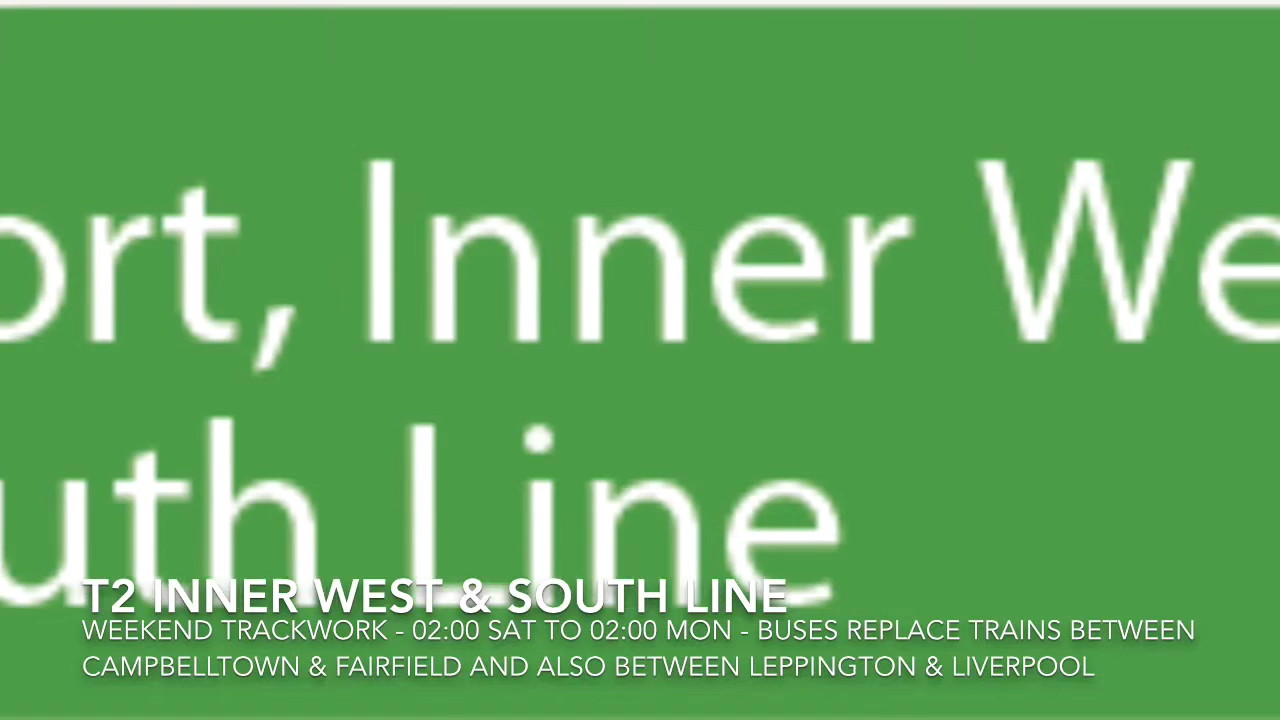 ort, Inner We
uth Line
T2 INNER WEST & SOUTH LINE
WEEKEND TRACKWORK - 02:00 SAT TO 02:00 MON - BUSES REPLACE TRAINS BETWEEN
CAMPBELLTOWN & FAIRFIELD AND ALSO BETWEEN LEPPINGTON & LIVERPOOL